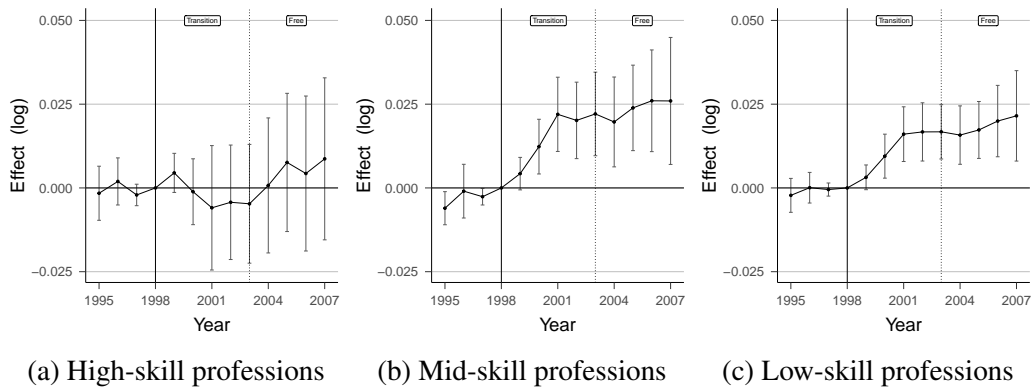 0.050
0.025
0.000
−0.025
Effect (log)
Transition
Free
1995
1998
2001
2004
2007
Year
(a) High-skill professions
0.050
0.025
0.000
−0.025
Effect (log)
Transition
Free
1995
1998
2001
2004
2007
Year
(b) Mid-skill professions
0.050
0.025
0.000
−0.025
Effect (log)
Transition
Free
1995
1998
2001
2004
2007
Year
(c) Low-skill professions